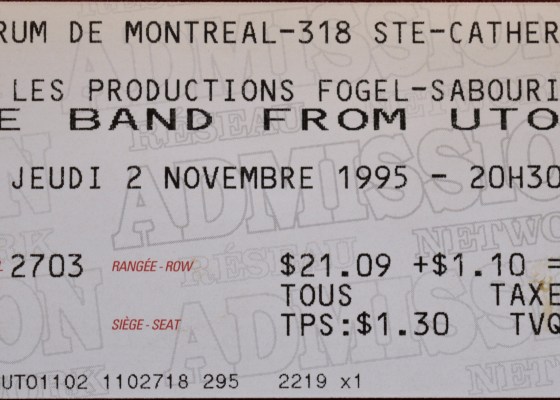 RUM DE MONTREAL-318 STE-CATHER
LES PRODUCTIONS FOGEL-SABOURI
E BAND FROM UTO
JEUDI 2 NOVEMBRE 1995 - 20H30
2703 RANGÉE-ROW $21.09 +$1.10 =
TOUS TAXE
SIÈGE-SEAT TPS:$1.30 TVQ
UTO1102 1102718 295 2219 x1
ADMISSION
RÉSEAU
NETWORK